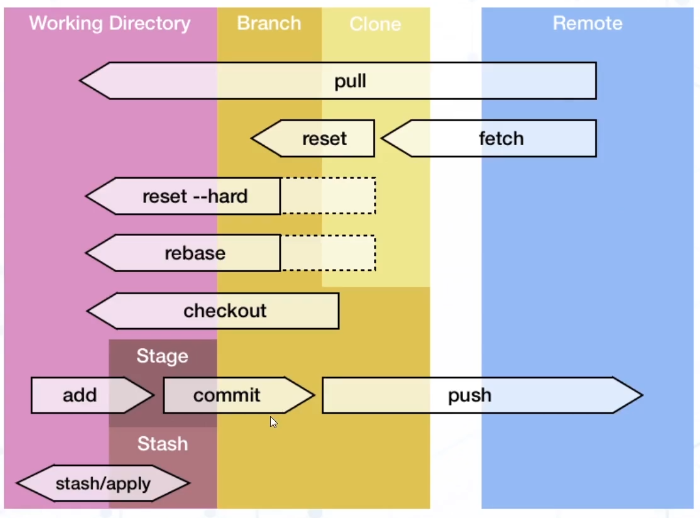 Working Directory Branch Clone Remote
pull
reset fetch
reset --hard
rebase
checkout
Stage
add commit push
Stash
stash/apply